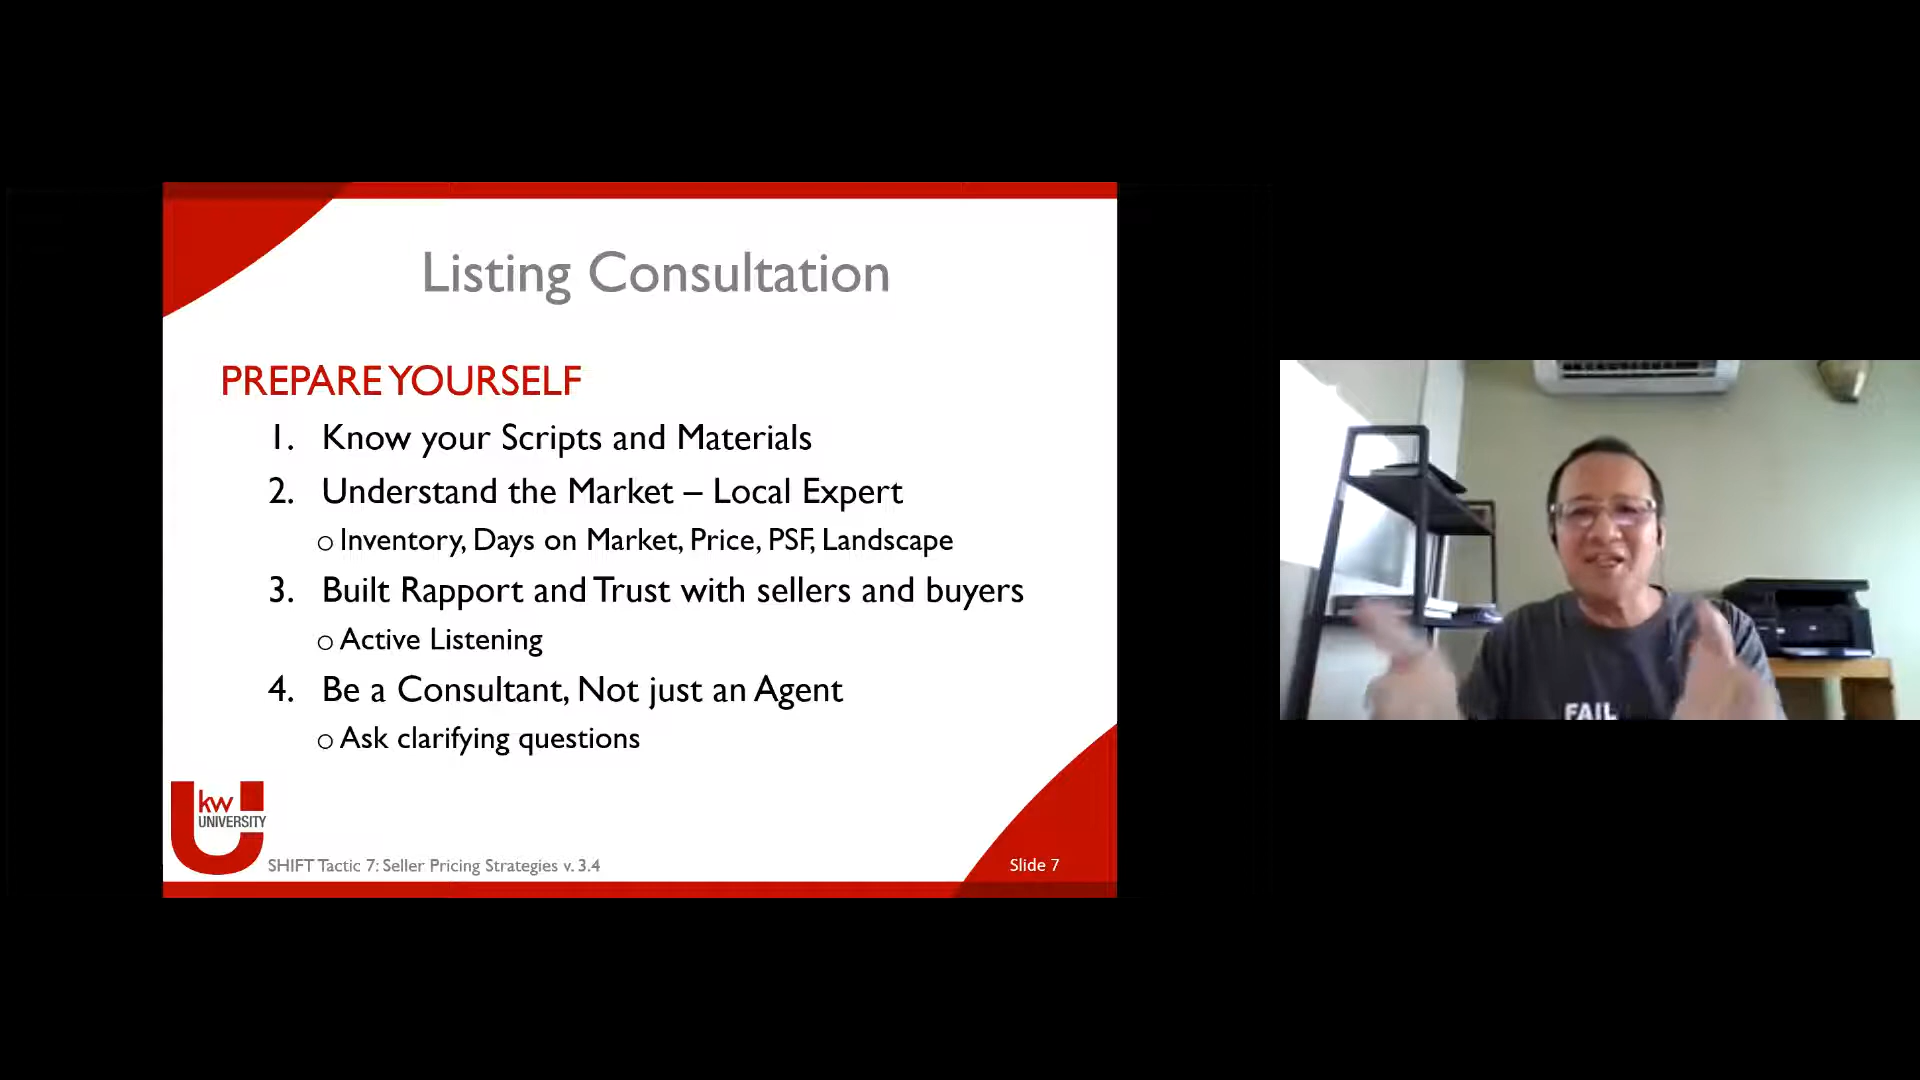 Listing Consultation
PREPARE YOURSELF
1. Know your Scripts and Materials
2. Understand the Market – Local Expert
o Inventory, Days on Market, Price, PSF, Landscape
3. Built Rapport and Trust with sellers and buyers
o Active Listening
4. Be a Consultant, Not just an Agent
o Ask clarifying questions
kw
UNIVERSITY
SHIFT Tactic 7: Seller Pricing Strategies v. 3.4
Slide 7
FAIL